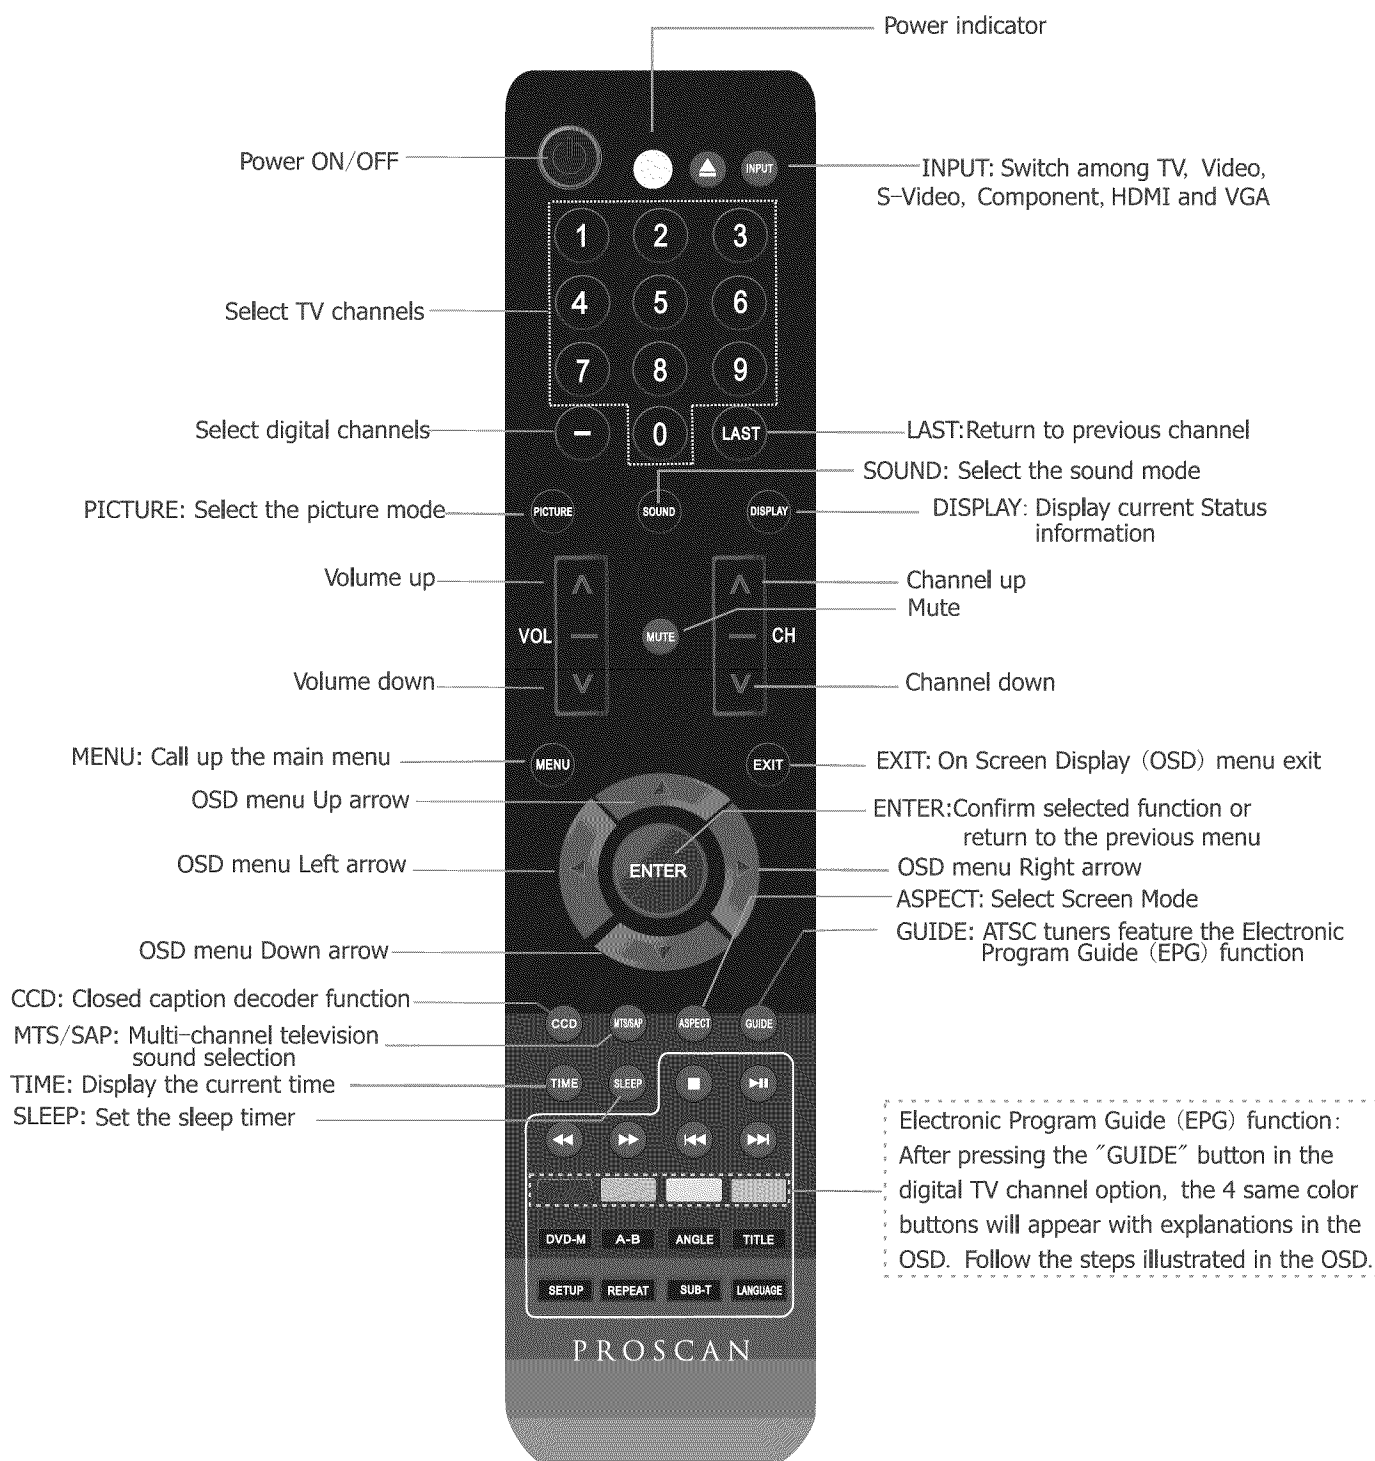 Power indicator
Power ON/OFF
INPUT
INPUT: Switch among TV, Video,
S-Video, Component, HDMI and VGA
1 2 3
Select TV channels
4 5 6
7 8 9
Select digital channels
- 0 LAST
LAST:Return to previous channel
SOUND: Select the sound mode
PICTURE: Select the picture mode
PICTURE SOUND DISPLAY
DISPLAY: Display current Status
information
Volume up
Channel up
Mute
VOL MUTE CH
Volume down
Channel down
MENU: Call up the main menu
MENU EXIT
EXIT: On Screen Display (OSD) menu exit
OSD menu Up arrow
ENTER:Confirm selected function or
return to the previous menu
OSD menu Left arrow
ENTER
OSD menu Right arrow
ASPECT: Select Screen Mode
GUIDE: ATSC tuners feature the Electronic
Program Guide (EPG) function
OSD menu Down arrow
CCD: Closed caption decoder function
CCD MTS/SAP ASPECT GUIDE
MTS/SAP: Multi-channel television
sound selection
TIME: Display the current time
TIME SLEEP
SLEEP: Set the sleep timer
Electronic Program Guide (EPG) function:
After pressing the "GUIDE" button in the
digital TV channel option, the 4 same color
buttons will appear with explanations in the
OSD. Follow the steps illustrated in the OSD.
DVD-M A-B ANGLE TITLE
SETUP REPEAT SUB-T LANGUAGE
PROSCAN